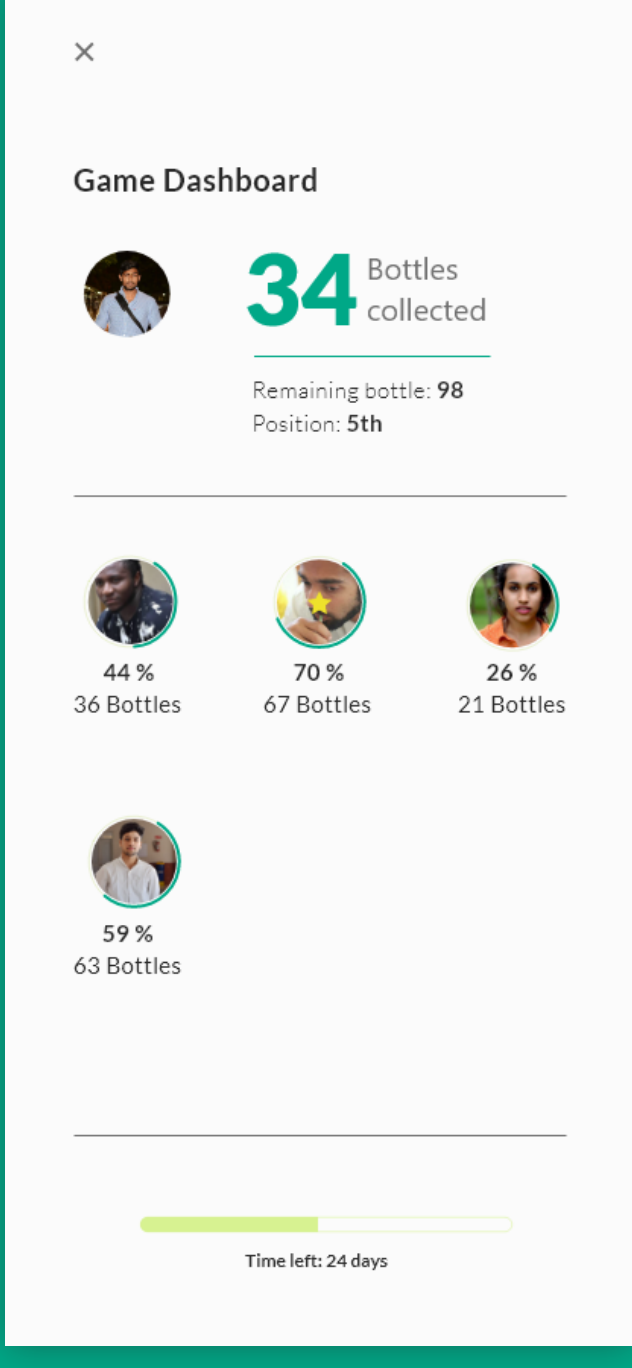 Game Dashboard
34 Bottles
collected
Remaining bottle: 98
Position: 5th
44 %
36 Bottles
70 %
67 Bottles
26 %
21 Bottles
59 %
63 Bottles
Time left: 24 days